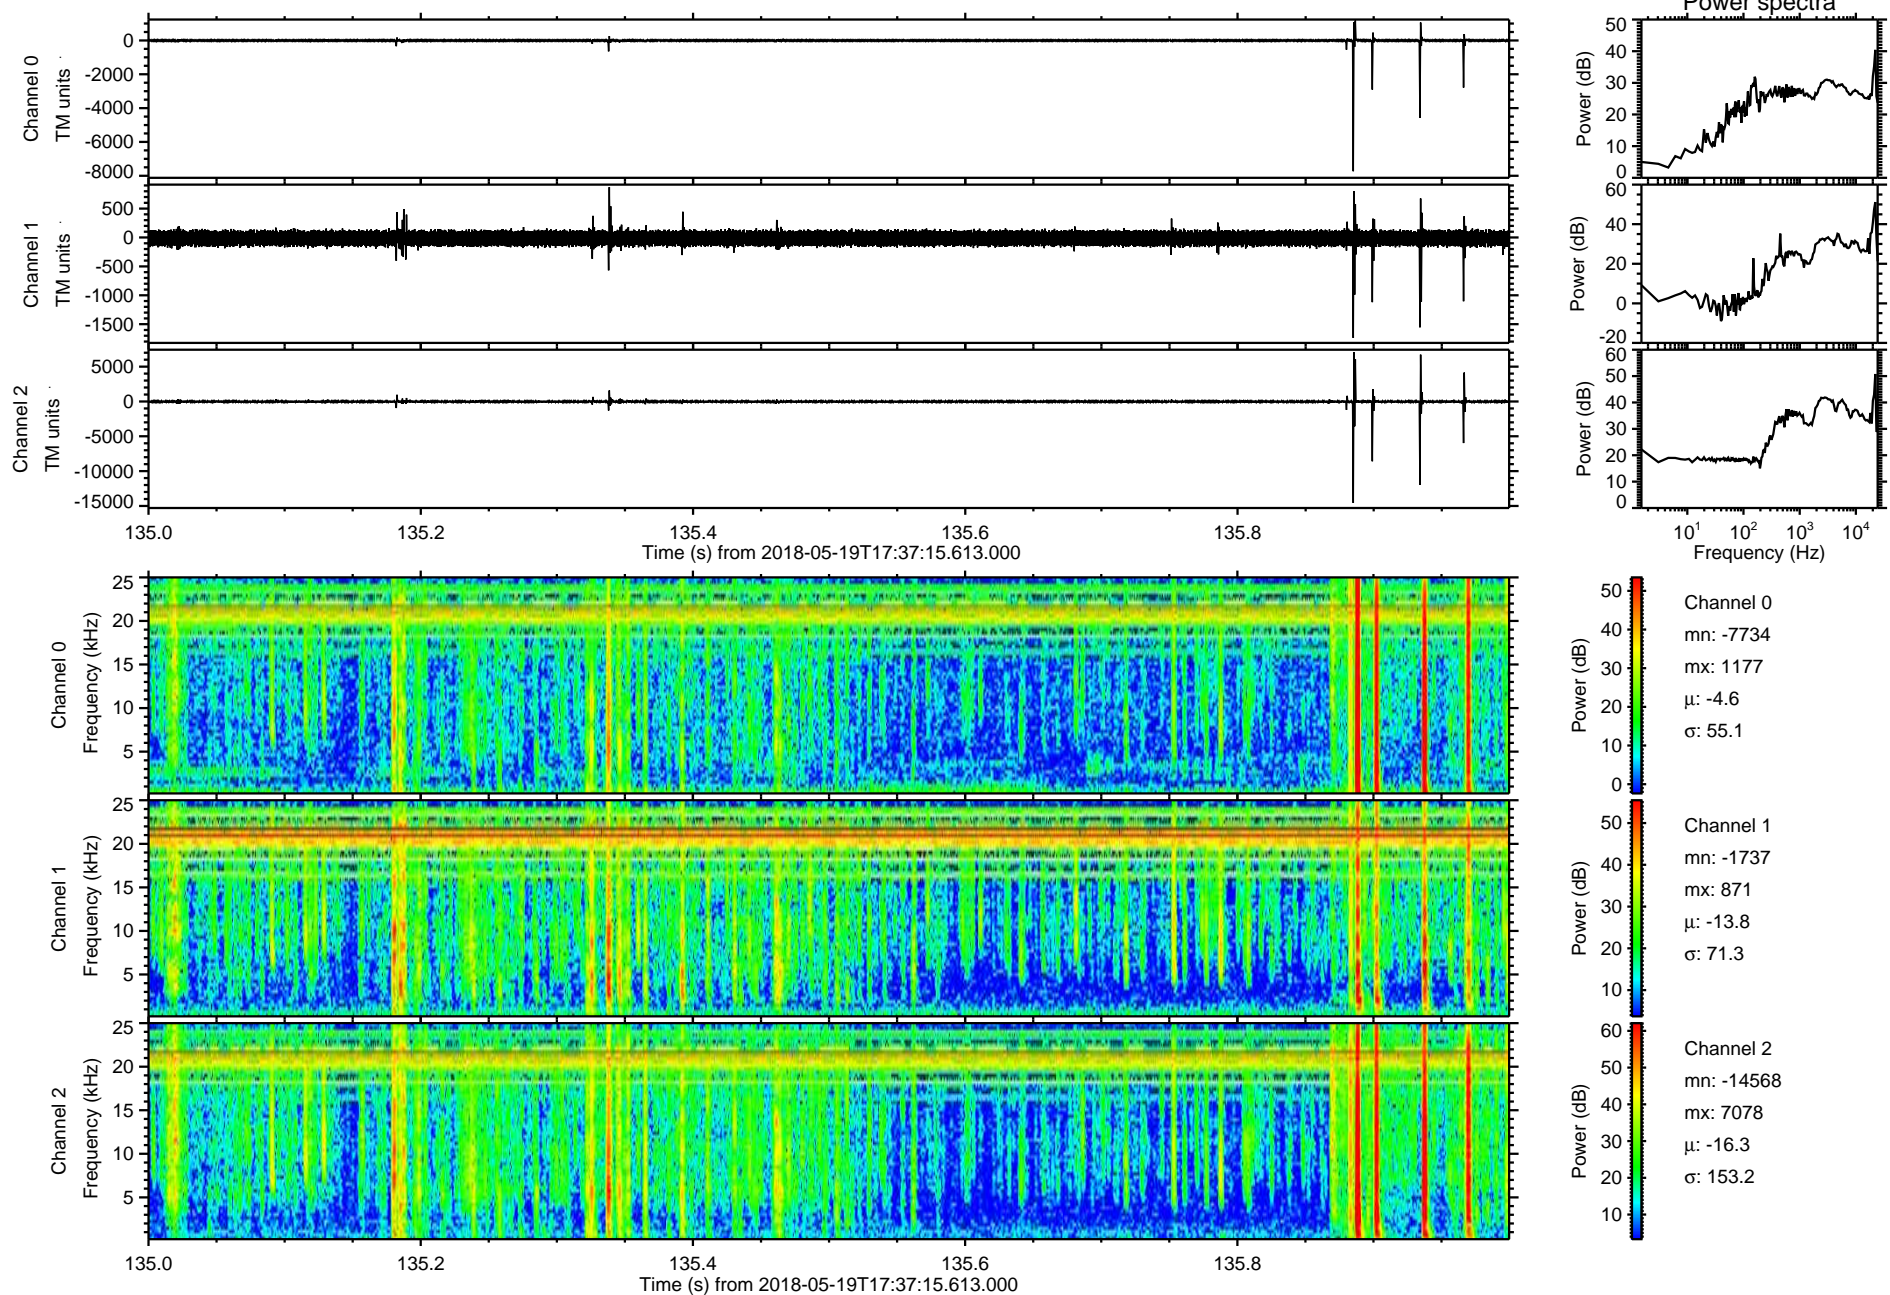 Power spectra
Channel 0
TM units
0
-2000
-4000
-6000
-8000
Power (dB)
50
40
30
20
10
0
Channel 1
TM units
500
0
-500
-1000
-1500
Power (dB)
60
40
20
0
-20
Channel 2
TM units
5000
0
-5000
-10000
-15000
Power (dB)
60
50
40
30
20
10
0
135.0 135.2 135.4 135.6 135.8
Time (s) from 2018-05-19T17:37:15.613.000
10^1 10^2 10^3 10^4
Frequency (Hz)
Channel 0
Frequency (kHz)
25
20
15
10
5
Power (dB)
50
40
30
20
10
0
Channel 0
mn: -7734
mx: 1177
μ: -4.6
σ: 55.1
Channel 1
Frequency (kHz)
25
20
15
10
5
Power (dB)
50
40
30
20
10
Channel 1
mn: -1737
mx: 871
μ: -13.8
σ: 71.3
Channel 2
Frequency (kHz)
25
20
15
10
5
Power (dB)
60
50
40
30
20
10
Channel 2
mn: -14568
mx: 7078
μ: -16.3
σ: 153.2
135.0 135.2 135.4 135.6 135.8
Time (s) from 2018-05-19T17:37:15.613.000